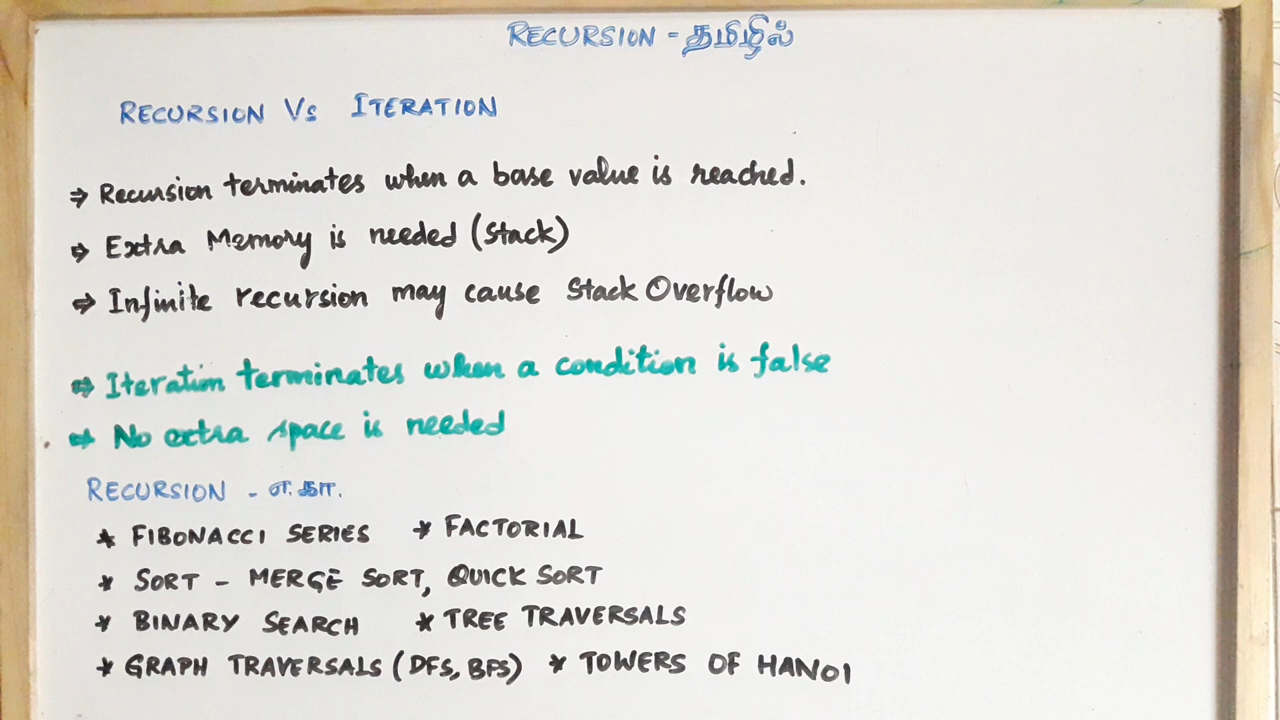 RECURSION - தமிழில்
RECURSION Vs ITERATION
⇒ Recursion terminates when a base value is reached.
⇒ Extra Memory is needed (Stack)
⇒ Infinite recursion may cause Stack Overflow
⇒ Iteration terminates when a condition is false
⇒ No extra space is needed
RECURSION - எ.கா.
* FIBONACCI SERIES * FACTORIAL
* SORT - MERGE SORT, QUICK SORT
* BINARY SEARCH * TREE TRAVERSALS
* GRAPH TRAVERSALS (DFS, BFS) * TOWERS OF HANOI